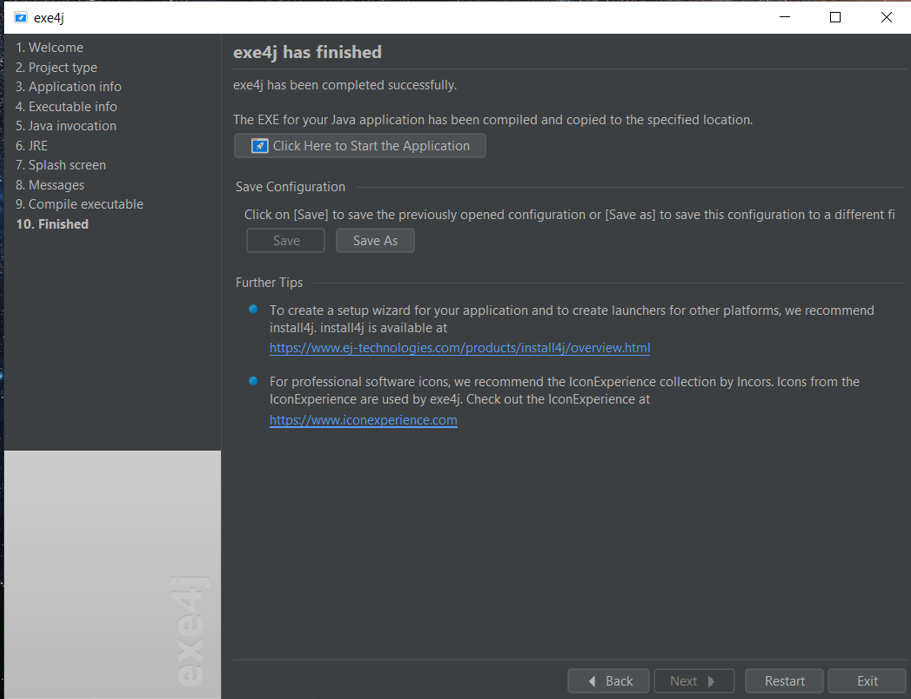 exe4j
1. Welcome
2. Project type
3. Application info
4. Executable info
5. Java invocation
6. JRE
7. Splash screen
8. Messages
9. Compile executable
10. Finished
exe4j has finished
exe4j has been completed successfully.
The EXE for your Java application has been compiled and copied to the specified location.
Click Here to Start the Application
Save Configuration
Click on [Save] to save the previously opened configuration or [Save as] to save this configuration to a different fi
Save Save As
Further Tips
To create a setup wizard for your application and to create launchers for other platforms, we recommend
install4j. install4j is available at
https://www.ej-technologies.com/products/install4j/overview.html
For professional software icons, we recommend the IconExperience collection by Incors. Icons from the
IconExperience are used by exe4j. Check out the IconExperience at
https://www.iconexperience.com
exe4j
Back Next Restart Exit